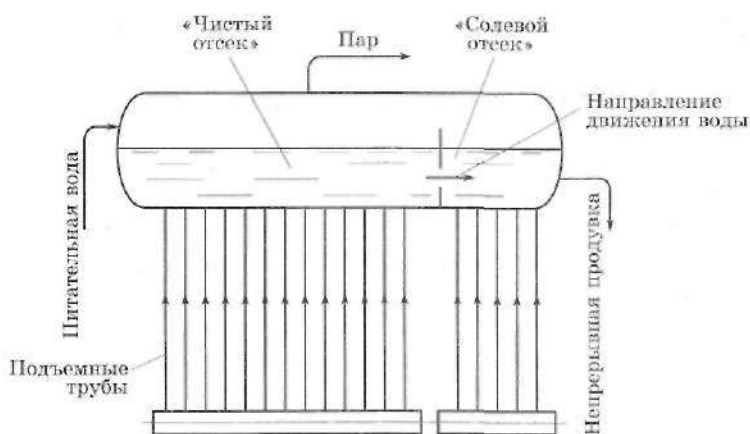 «Чистый
отсек»
Пар
«Солевой
отсек»
Направление
движения воды
Питательная вода
Непрерывная продувка
Подъемные
трубы